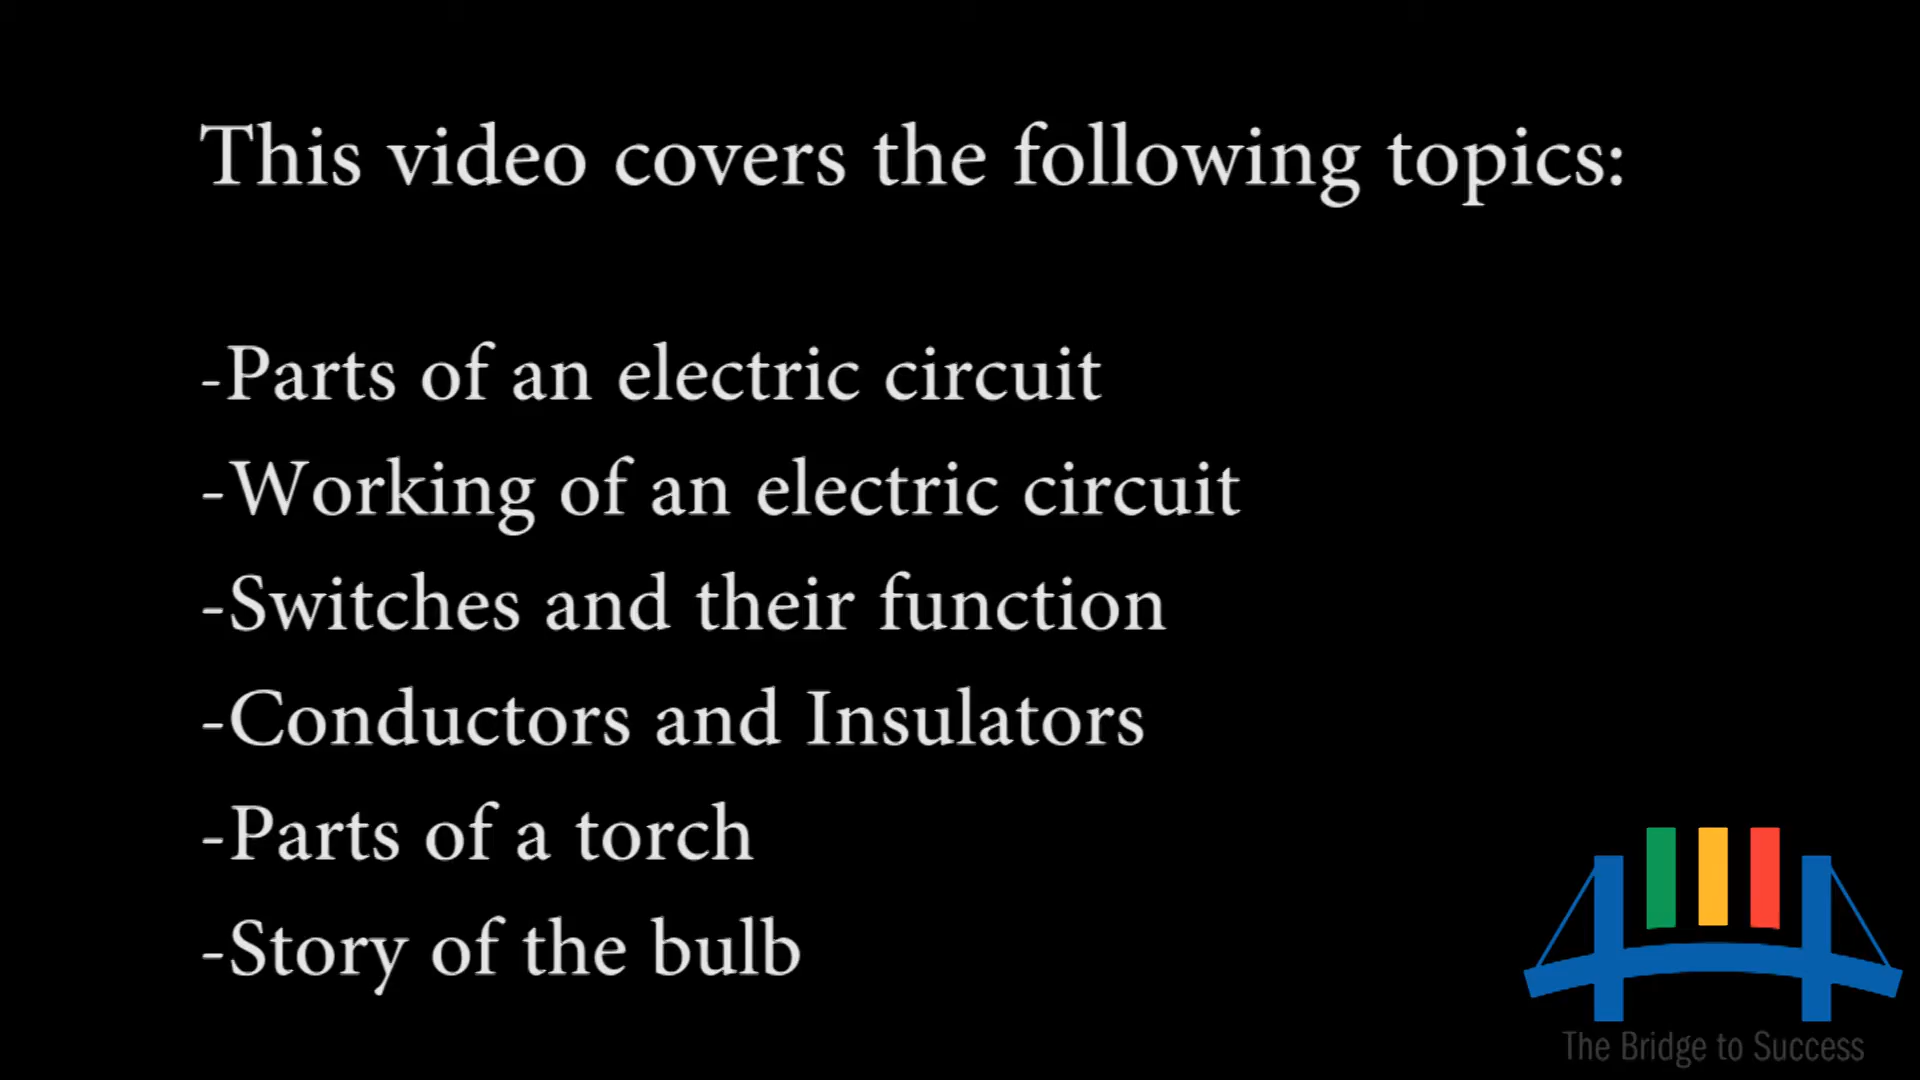 This video covers the following topics:
-Parts of an electric circuit
-Working of an electric circuit
-Switches and their function
-Conductors and Insulators
-Parts of a torch
-Story of the bulb
The Bridge to Success